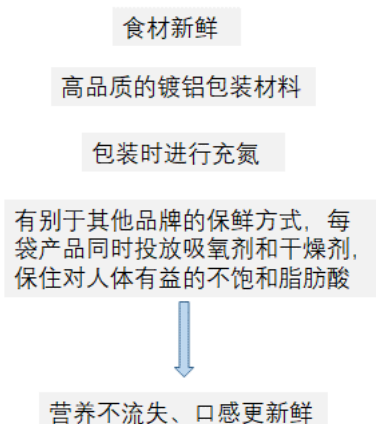 食材新鲜
高品质的镀铝包装材料
包装时进行充氮
有别于其他品牌的保鲜方式，每
袋产品同时投放吸氧剂和干燥剂，
保住对人体有益的不饱和脂肪酸
营养不流失、口感更新鲜